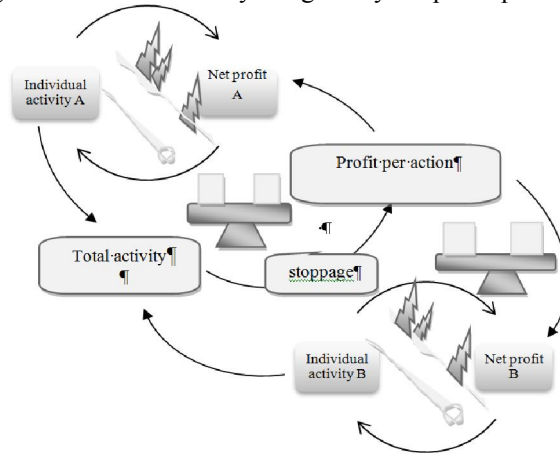 Individual
activity A
Net profit
A
Profit·per·action¶
·¶
Total·activity¶
¶
stoppage¶
Individual
activity B
Net profit
B